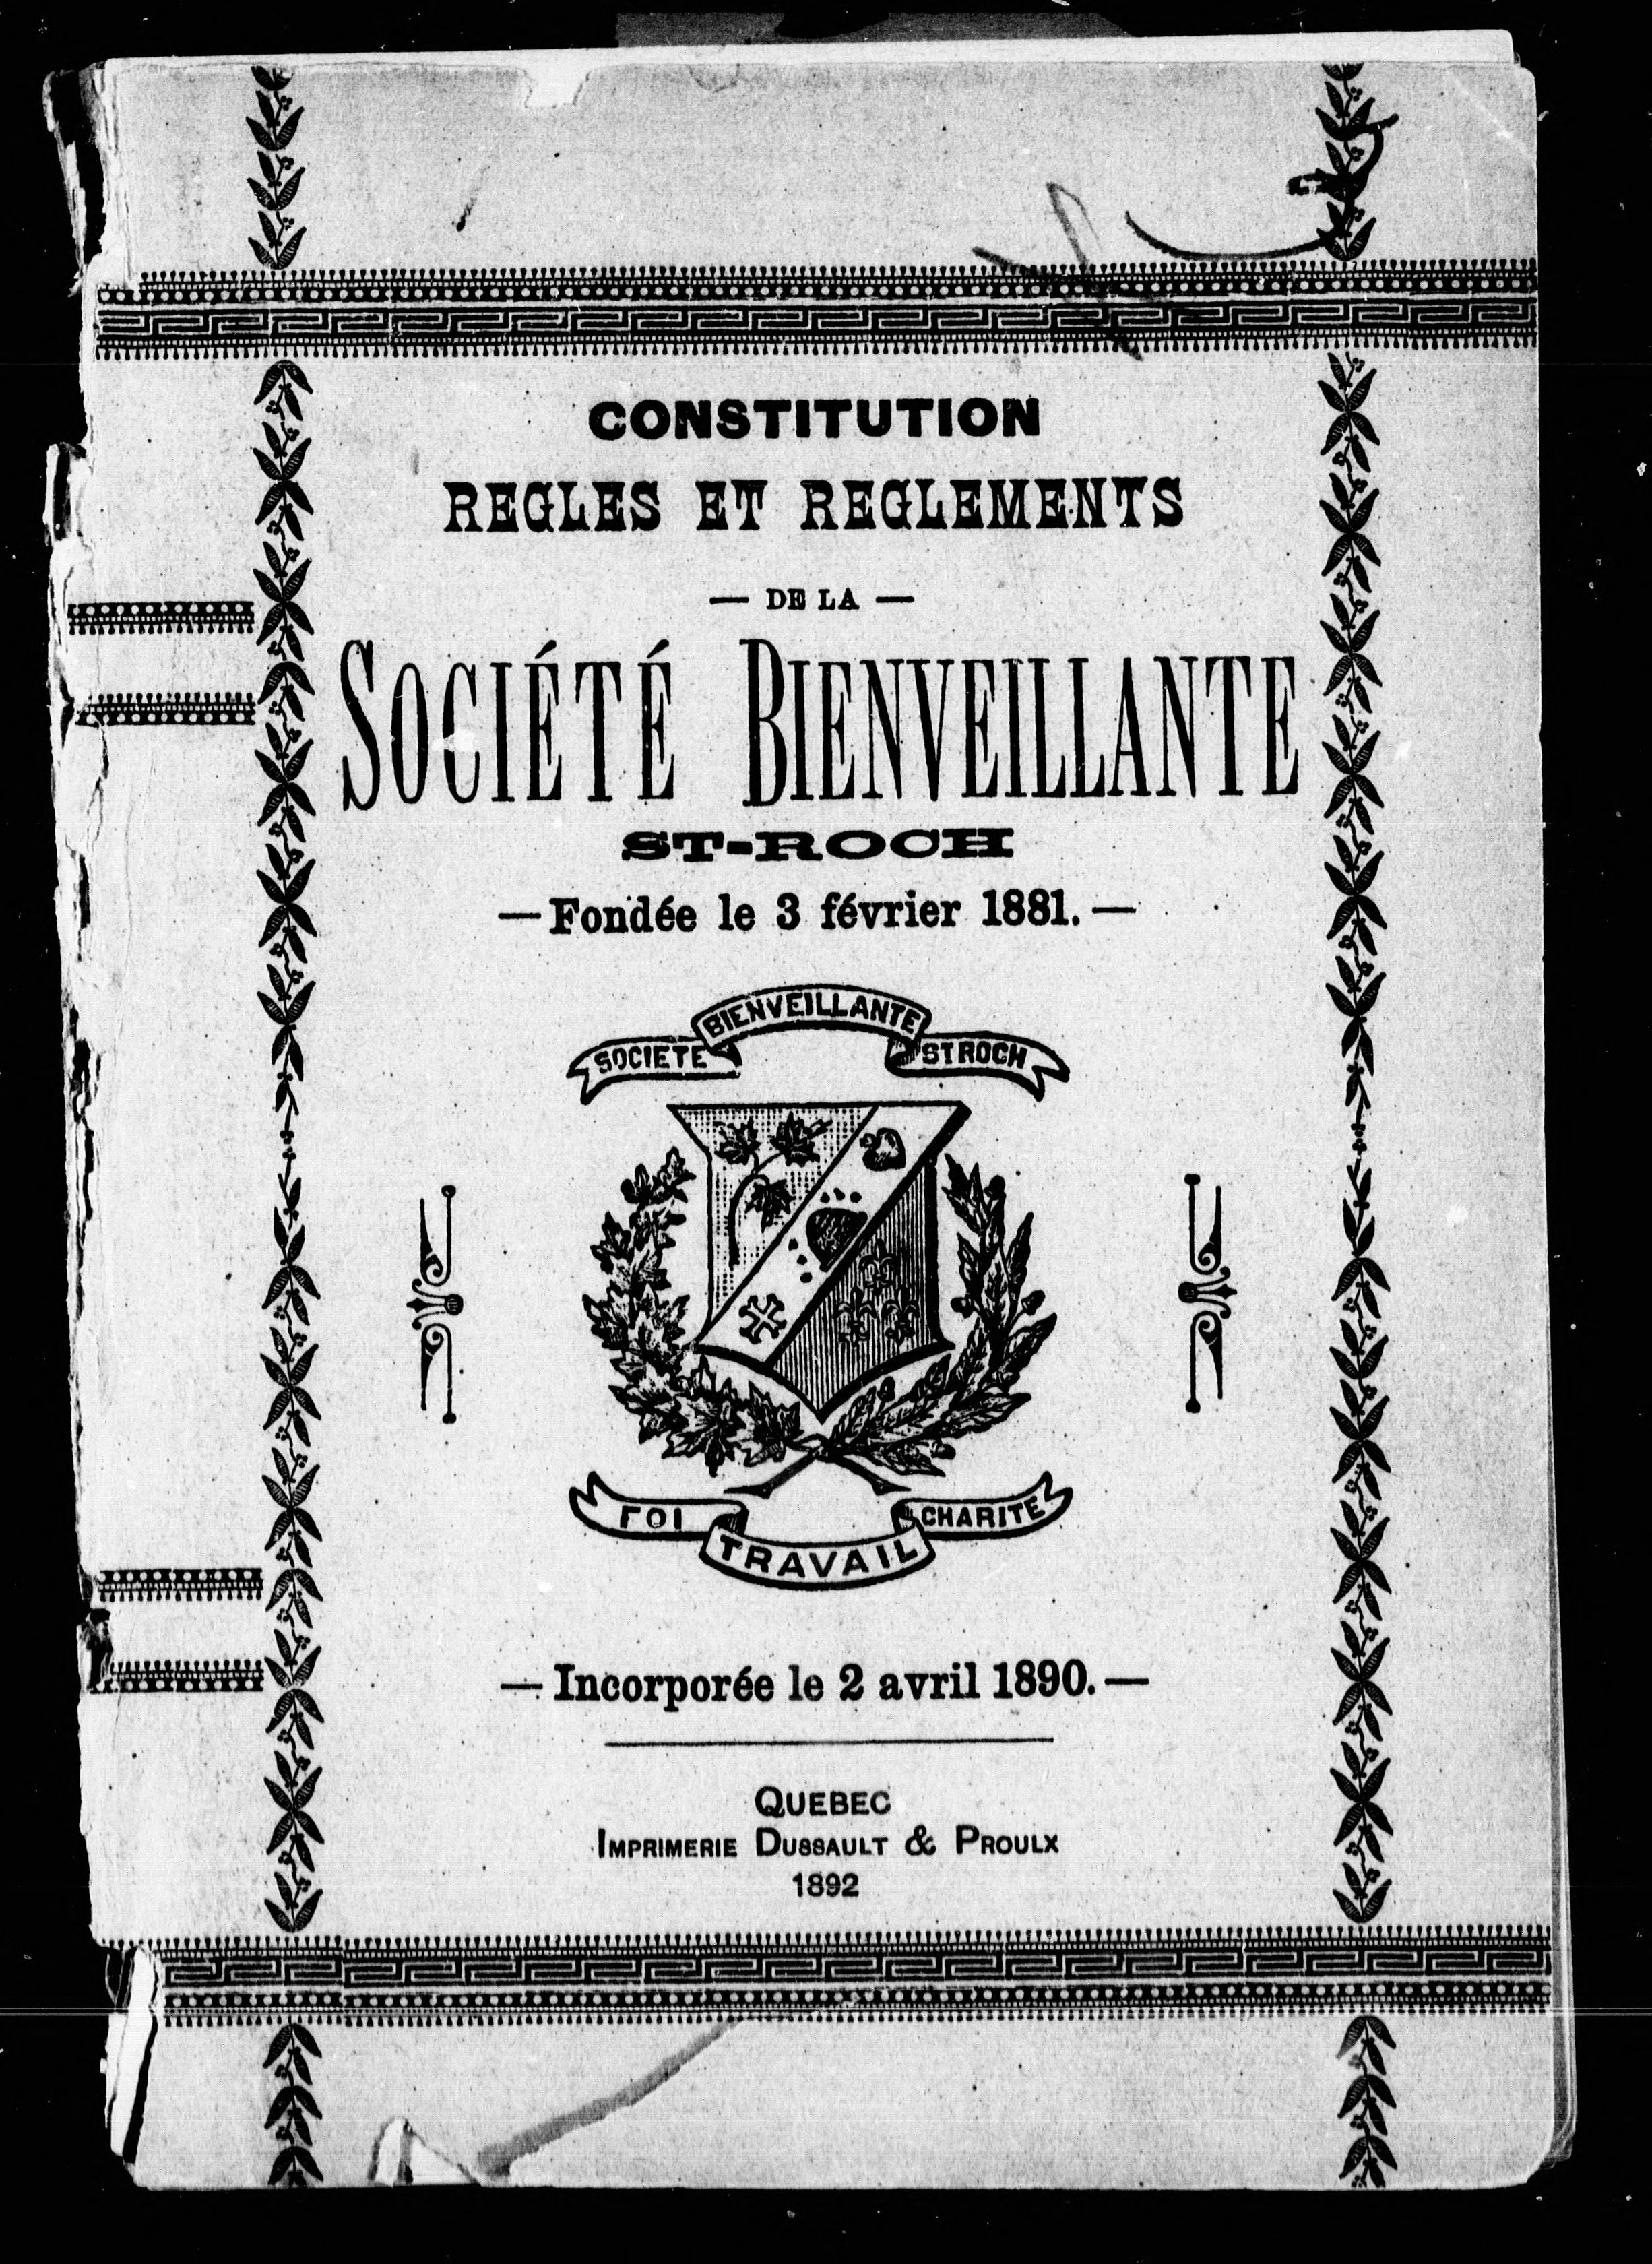 CONSTITUTION
REGLES ET REGLEMENTS
— DE LA —
SOCIÉTÉ BIENVEILLANTE
ST-ROCH
— Fondée le 3 février 1881. —
SOCIETE BIENVEILLANTE ST ROCH
FOI TRAVAIL CHARITE
— Incorporée le 2 avril 1890. —
QUEBEC
IMPRIMERIE DUSSAULT & PROULX
1892